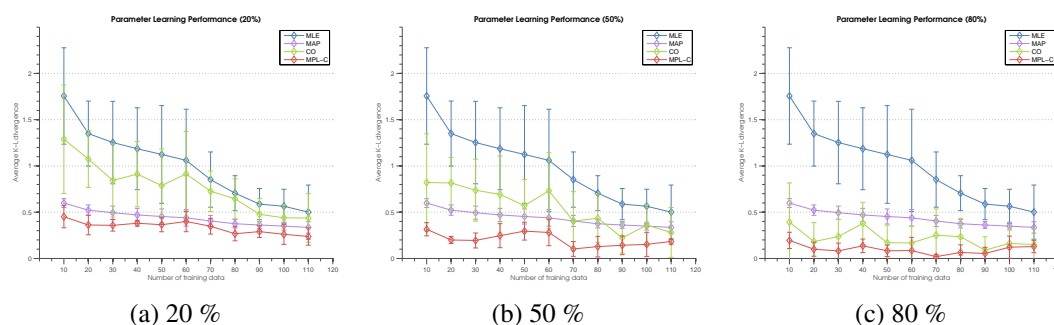 Parameter Learning Performance (20%)
MLE
MAP
CO
MPL-C
Average K-L divergence
2
1.5
1
0.5
0
10 20 30 40 50 60 70 80 90 100 110 120
Number of training data
(a) 20 %
Parameter Learning Performance (50%)
MLE
MAP
CO
MPL-C
Average K-L divergence
2
1.5
1
0.5
0
10 20 30 40 50 60 70 80 90 100 110 120
Number of training data
(b) 50 %
Parameter Learning Performance (80%)
MLE
MAP
CO
MPL-C
Average K-L divergence
2
1.5
1
0.5
0
10 20 30 40 50 60 70 80 90 100 110 120
Number of training data
(c) 80 %